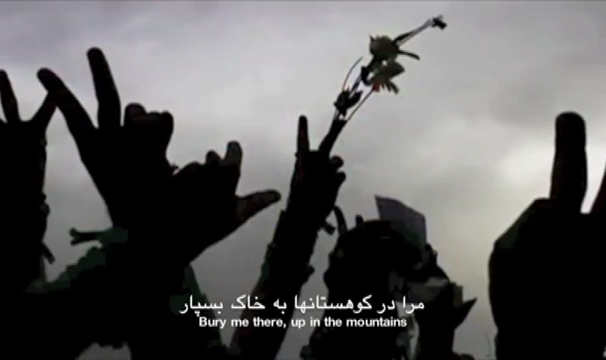 مرا در کوهستانها به خاک بسپار
Bury me there, up in the mountains